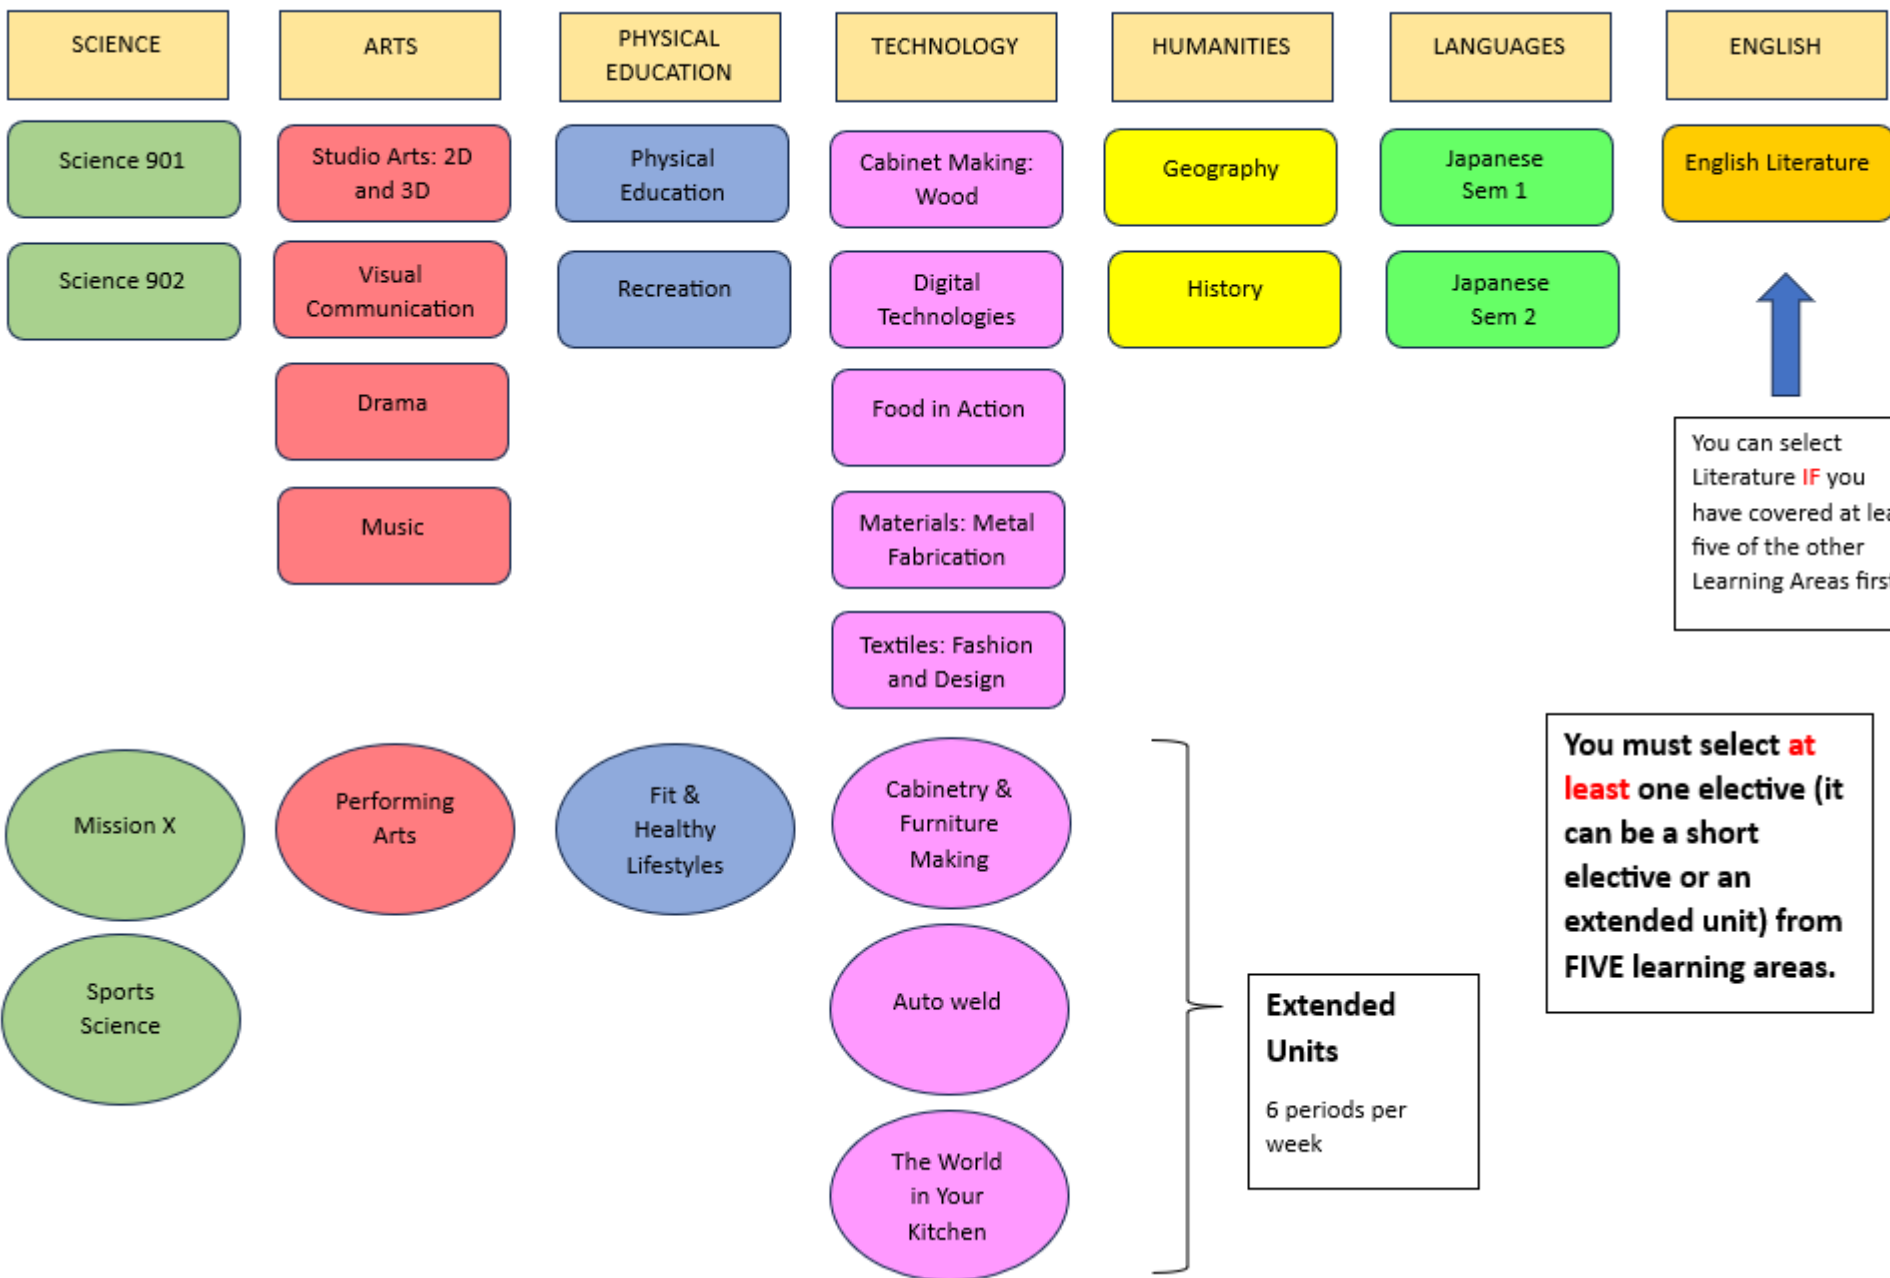 SCIENCE
ARTS
PHYSICAL
EDUCATION
TECHNOLOGY
HUMANITIES
LANGUAGES
ENGLISH
Science 901
Studio Arts: 2D
and 3D
Physical
Education
Cabinet Making:
Wood
Geography
Japanese
Sem 1
English Literature
Science 902
Visual
Communication
Recreation
Digital
Technologies
History
Japanese
Sem 2
Drama
Food in Action
Music
Materials: Metal
Fabrication
You can select
Literature IF you
have covered at
five of the other
Learning Areas
Textiles: Fashion
and Design
Mission X
Performing
Arts
Fit &
Healthy
Lifestyles
Cabinetry &
Furniture
Making
You must select at
least one elective (it
can be a short
elective or an
extended unit) from
FIVE learning areas.
Sports
Science
Auto weld
Extended
Units
6 periods per
week
The World
in Your
Kitchen